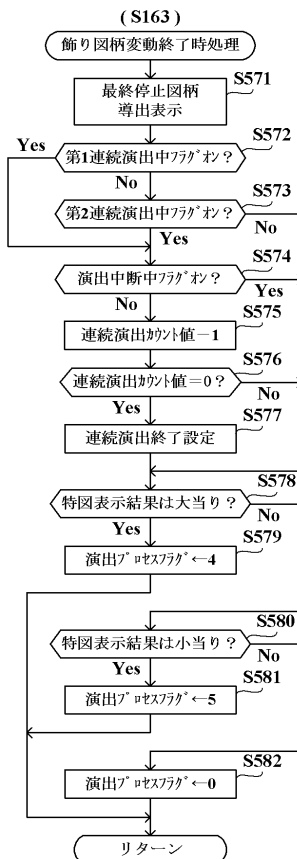 (S163)
飾り図柄変動終了時処理
S571
最終停止図柄
導出表示
S572
Yes
第1連続演出中フラグオン?
No
S573
第2連続演出中フラグオン?
No
Yes
S574
演出中断中フラグオン?
Yes
No
S575
連続演出カウント値-1
S576
連続演出カウント値=0?
No
Yes
S577
連続演出終了設定
S578
特図表示結果は大当り?
No
Yes
S579
演出プロセスフラグ←4
S580
特図表示結果は小当り?
No
Yes
S581
演出プロセスフラグ←5
S582
演出プロセスフラグ←0
リターン